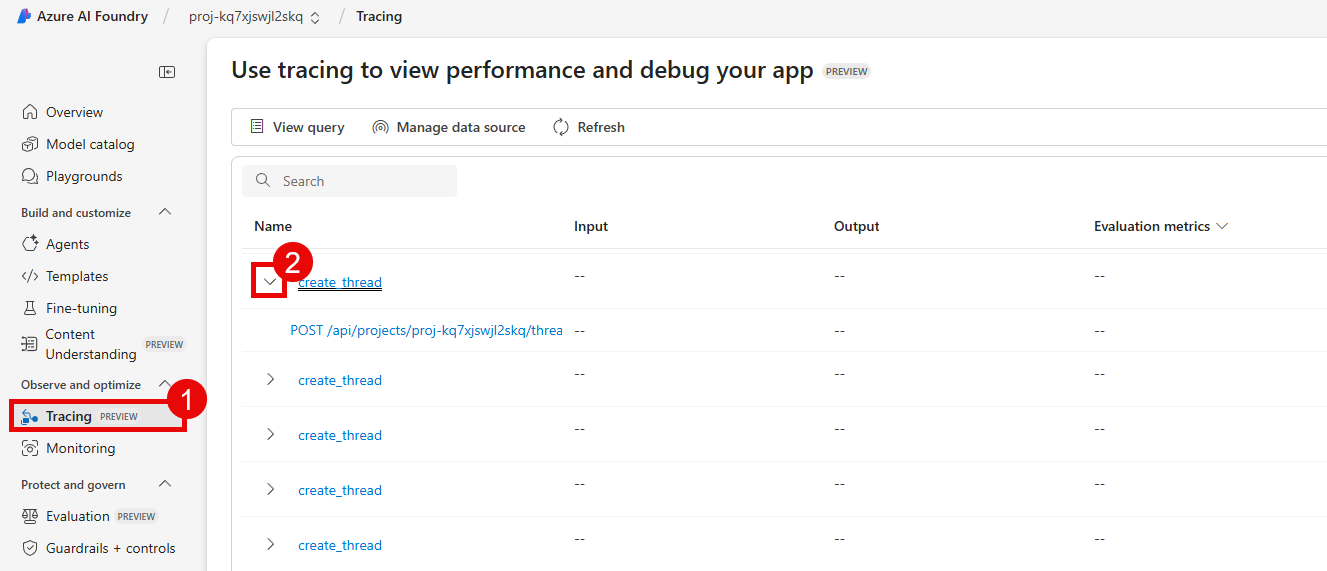 Azure AI Foundry / proj-kq7xjswjl2skq / Tracing
Overview
Model catalog
Playgrounds
Build and customize
Agents
Templates
Fine-tuning
Content
Understanding PREVIEW
Observe and optimize
1
Tracing PREVIEW
Monitoring
Protect and govern
Evaluation PREVIEW
Guardrails + controls
Use tracing to view performance and debug your app PREVIEW
View query Manage data source Refresh
Search
Name Input Output Evaluation metrics
2
create_thread -- -- --
POST /api/projects/proj-kq7xjswjl2skq/threa -- -- --
create_thread -- -- --
create_thread -- -- --
create_thread -- -- --
create_thread -- -- --